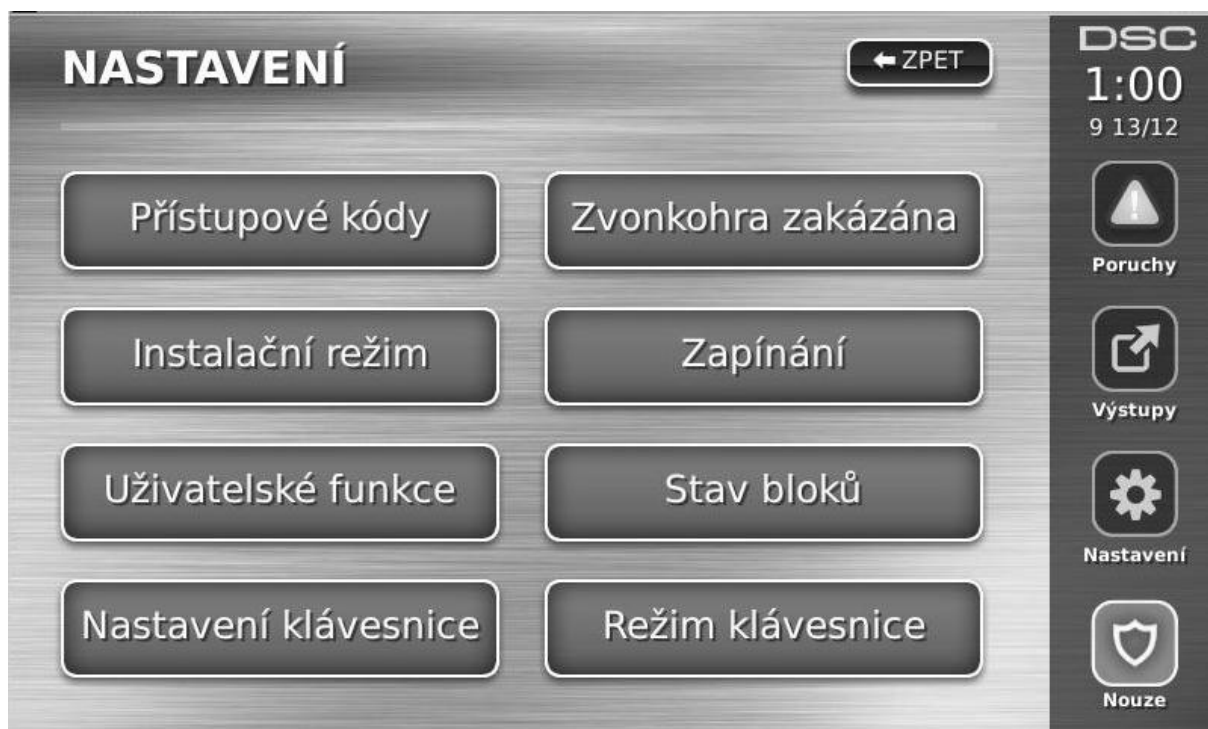 NASTAVENÍ
ZPET
Přístupové kódy
Zvonkohra zakázána
Instalační režim
Zapínání
Uživatelské funkce
Stav bloků
Nastavení klávesnice
Režim klávesnice
DSC
1:00
9 13/12
Poruchy
Výstupy
Nastavení
Nouze